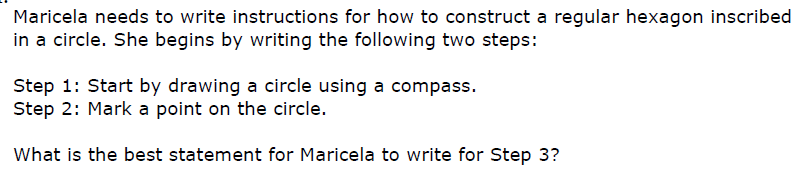 Maricela needs to write instructions for how to construct a regular hexagon inscribed
in a circle. She begins by writing the following two steps:
Step 1: Start by drawing a circle using a compass.
Step 2: Mark a point on the circle.
What is the best statement for Maricela to write for Step 3?